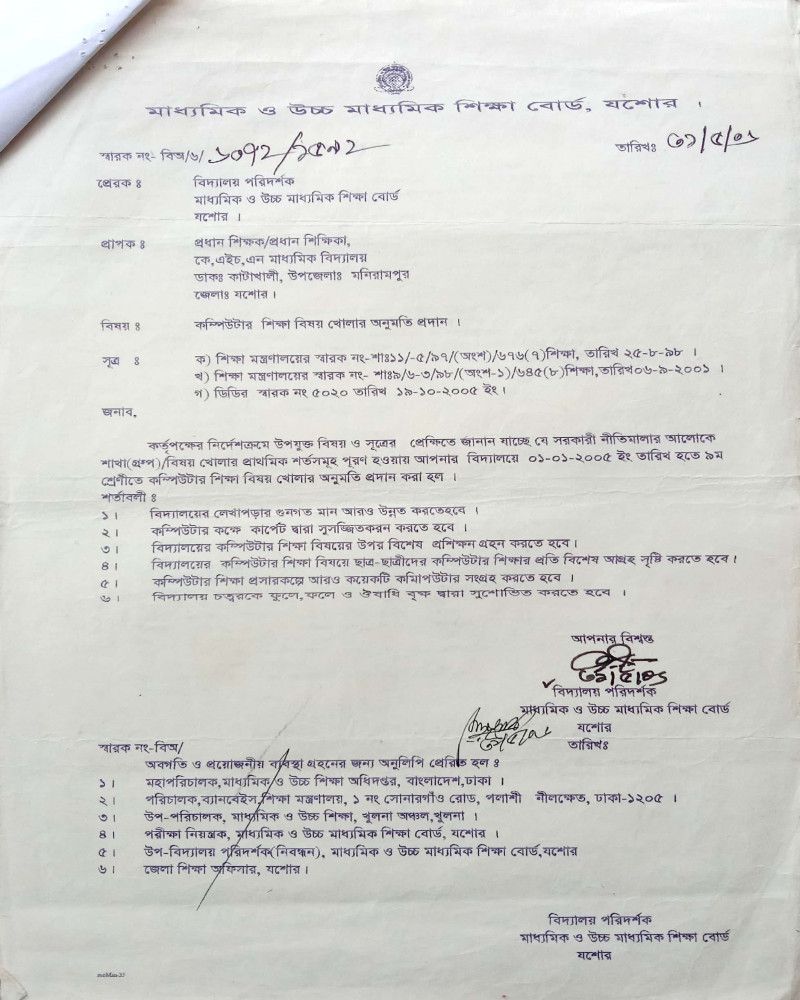 মাধ্যমিক ও উচ্চ মাধ্যমিক শিক্ষা বোর্ড, যশোর ।
স্মারক নং- বিঅ/৬/
তারিখঃ
প্রেরক ঃ বিদ্যালয় পরিদর্শক
মাধ্যমিক ও উচ্চ মাধ্যমিক শিক্ষা বোর্ড
যশোর ।
প্রাপক ঃ প্রধান শিক্ষক/প্রধান শিক্ষিকা,
কে,এইচ,এন মাধ্যমিক বিদ্যালয়
ডাকঃ কাটাখালী, উপজেলাঃ মনিরামপুর
জেলাঃ যশোর ।
বিষয় ঃ কম্পিউটার শিক্ষা বিষয় খোলার অনুমতি প্রদান ।
সূত্র ঃ ক) শিক্ষা মন্ত্রণালয়ের স্মারক নং-শাঃ১১/-৫/৯৭/(অংশ)/৬৭৬(৭)শিক্ষা, তারিখ ২৫-৮-৯৮ ।
খ) শিক্ষা মন্ত্রণালয়ের স্মারক নং- শাঃ৯/৬-৩/৯৮/(অংশ-১)/৬৪৫(৮)শিক্ষা,তারিখ০৬-৯-২০০১ ।
গ) ডিডির স্মারক নং ৫০২০ তারিখ ১৯-১০-২০০৫ ইং ।
জনাব,
কর্তৃপক্ষের নির্দেশক্রমে উপযুক্ত বিষয় ও সূত্রের প্রেক্ষিতে জানান যাচ্ছে যে সরকারী নীতিমালার আলোকে
শাখা(গ্রুপ)/বিষয় খোলার প্রাথমিক শর্তসমূহ পূরণ হওয়ায় আপনার বিদ্যালয়ে ০১-০১-২০০৫ ইং তারিখ হতে ৯ম
শ্রেণীতে কম্পিউটার শিক্ষা বিষয় খোলার অনুমতি প্রদান করা হল ।
শর্তাবলী ঃ
১। বিদ্যালয়ের লেখাপড়ার গুনগত মান আরও উন্নত করতেহবে ।
২। কম্পিউটার কক্ষে কার্পেট দ্বারা সুসজ্জিতকরন করতে হবে ।
৩। বিদ্যালয়ের কম্পিউটার শিক্ষা বিষয়ের উপর বিশেষ প্রশিক্ষন গ্রহন করতে হবে।
৪। বিদ্যালয়ের কম্পিউটার শিক্ষা বিষয়ে ছাত্র-ছাত্রীদের কম্পিউটার শিক্ষার প্রতি বিশেষ আগ্রহ সৃষ্টি করতে হবে।
৫। কম্পিউটার শিক্ষা প্রসারকল্পে আরও কয়েকটি কমিাপউটার সংগ্রহ করতে হবে ।
৬। বিদ্যালয় চত্বরকে ফুলে,ফলে ও ঔষাধি বৃক্ষ দ্বারা সুশোভিত করতে হবে ।
আপনার বিশ্বস্ত
বিদ্যালয় পরিদর্শক
মাধ্যমিক ও উচ্চ মাধ্যমিক শিক্ষা বোর্ড
যশোর
স্মারক নং-বিঅ/
তারিখঃ
অবগতি ও প্রয়োজনীয় ব্যবস্থা গ্রহনের জন্য অনুলিপি প্রেরিত হল ঃ
১। মহাপরিচালক,মাধ্যমিক ও উচ্চ শিক্ষা অধিদপ্তর, বাংলাদেশ,ঢাকা ।
২। পরিচালক,ব্যানবেইস,শিক্ষা মন্ত্রণালয়, ১ নং সোনারগাঁও রোড, পলাশী নীলক্ষেত, ঢাকা-১২০৫ ।
৩। উপ-পরিচালক, মাধ্যমিক ও উচ্চ শিক্ষা, খুলনা অঞ্চল,খুলনা ।
৪। পরীক্ষা নিয়ন্ত্রক, মাধ্যমিক ও উচ্চ মাধ্যমিক শিক্ষা বোর্ড, যশোর ।
৫। উপ-বিদ্যালয় পরিদর্শক(নিবন্ধন), মাধ্যমিক ও উচ্চ মাধ্যমিক শিক্ষা বোর্ড,যশোর
৬। জেলা শিক্ষা অফিসার, যশোর ।
বিদ্যালয় পরিদর্শক
মাধ্যমিক ও উচ্চ মাধ্যমিক শিক্ষা বোর্ড
যশোর